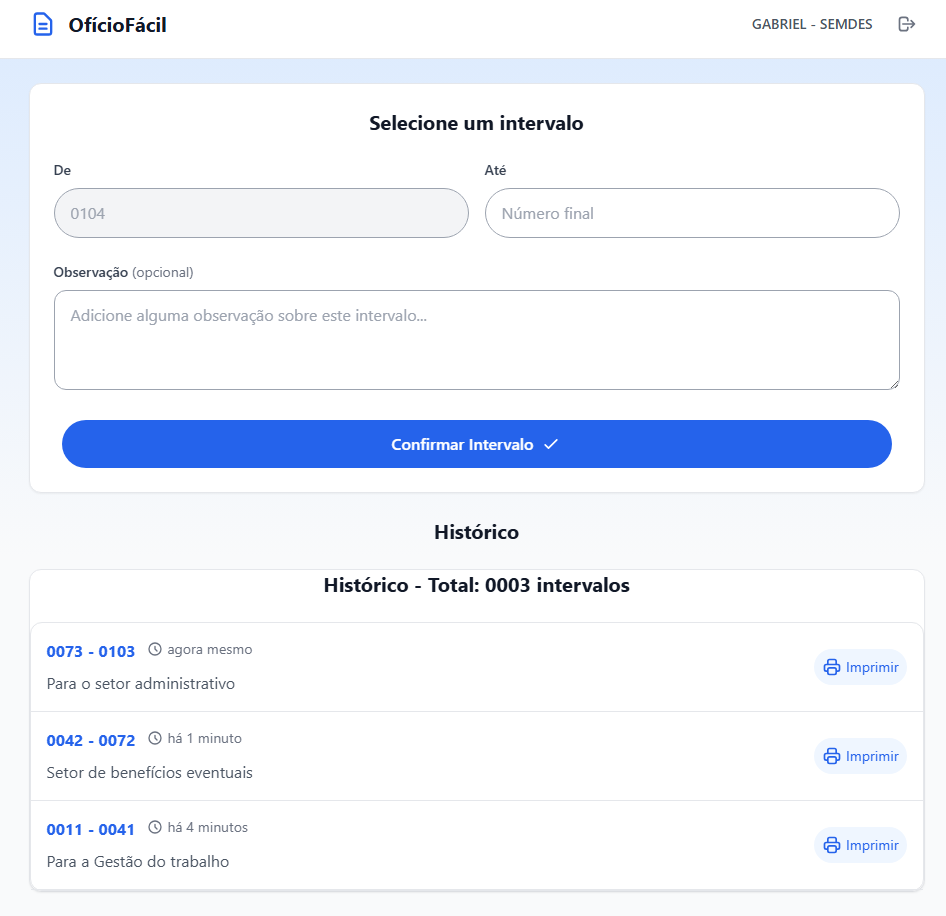 OfícioFácil
GABRIEL - SEMDES
Selecione um intervalo
De
Até
0104
Número final
Observação (opcional)
Adicione alguma observação sobre este intervalo...
Confirmar Intervalo
Histórico
Histórico - Total: 0003 intervalos
0073 - 0103 agora mesmo
Para o setor administrativo
Imprimir
0042 - 0072 há 1 minuto
Setor de benefícios eventuais
Imprimir
0011 - 0041 há 4 minutos
Para a Gestão do trabalho
Imprimir